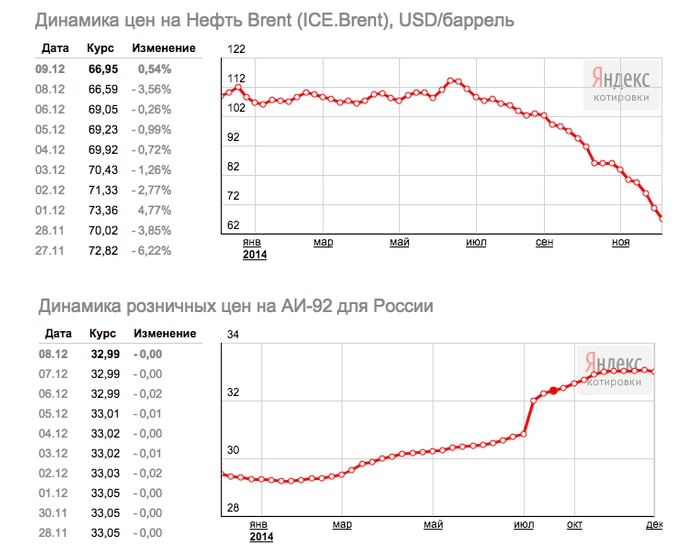 Динамика цен на Нефть Brent (ICE.Brent), USD/баррель
Дата Курс Изменение
09.12 66,95 0,54%
08.12 66,59 - 3,56%
06.12 69,05 - 0,26%
05.12 69,23 - 0,99%
04.12 69,92 - 0,72%
03.12 70,43 - 1,26%
02.12 71,33 - 2,77%
01.12 73,36 4,77%
28.11 70,02 - 3,85%
27.11 72,82 - 6,22%
122
112
102
92
82
72
62
Яндекс
котировки
янв мар май июл сен ноя
2014
Динамика розничных цен на АИ-92 для России
Дата Курс Изменение
08.12 32,99 - 0,00
07.12 32,99 - 0,00
06.12 32,99 - 0,02
05.12 33,01 - 0,01
04.12 33,02 - 0,00
03.12 33,02 - 0,01
02.12 33,03 - 0,02
01.12 33,05 - 0,00
30.11 33,05 - 0,00
28.11 33,05 - 0,00
34
32
30
28
Яндекс
котировки
янв мар май июл окт дек
2014